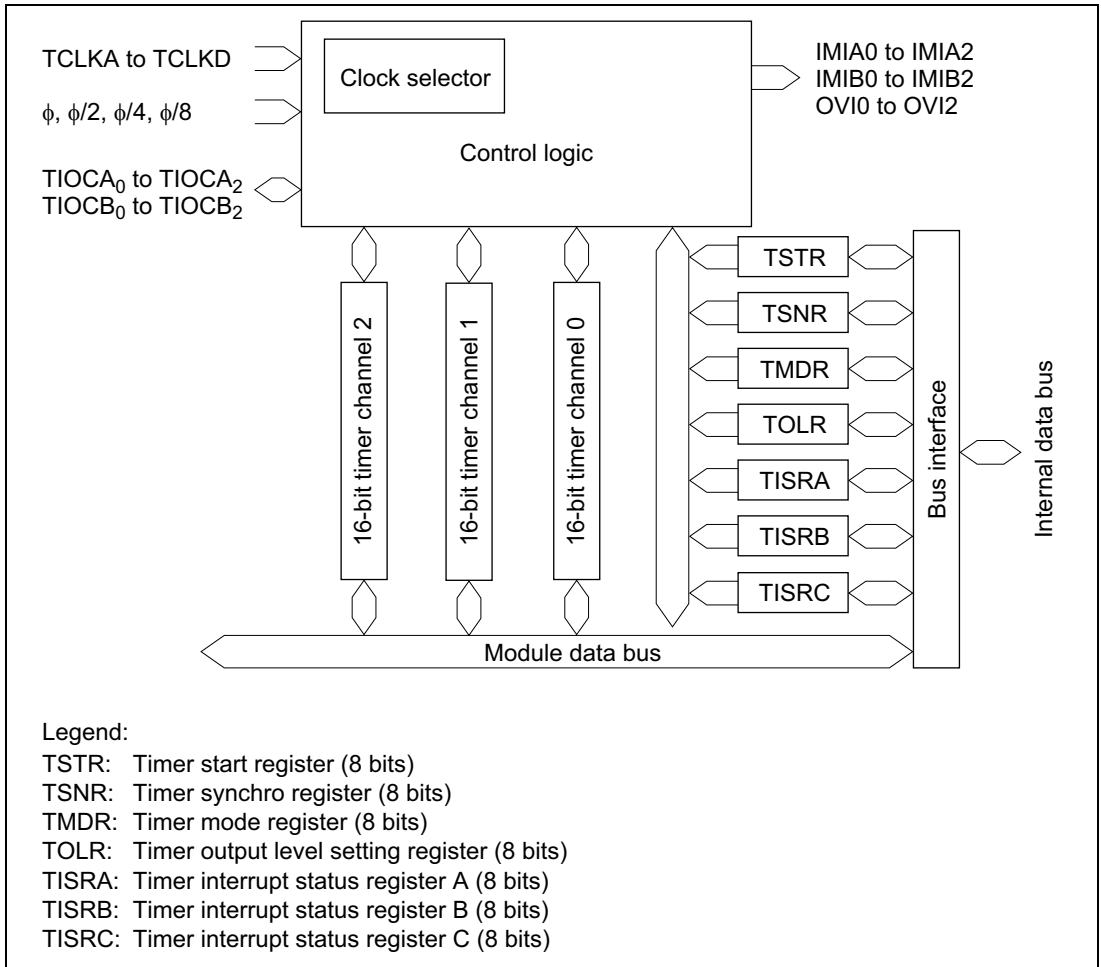 TCLKA to TCLKD
ϕ, ϕ/2, ϕ/4, ϕ/8
TIOCA0 to TIOCA2
TIOCB0 to TIOCB2
Clock selector
Control logic
IMIA0 to IMIA2
IMIB0 to IMIB2
OVI0 to OVI2
16-bit timer channel 2
16-bit timer channel 1
16-bit timer channel 0
TSTR
TSNR
TMDR
TOLR
TISRA
TISRB
TISRC
Bus interface
Internal data bus
Module data bus
Legend:
TSTR: Timer start register (8 bits)
TSNR: Timer synchro register (8 bits)
TMDR: Timer mode register (8 bits)
TOLR: Timer output level setting register (8 bits)
TISRA: Timer interrupt status register A (8 bits)
TISRB: Timer interrupt status register B (8 bits)
TISRC: Timer interrupt status register C (8 bits)